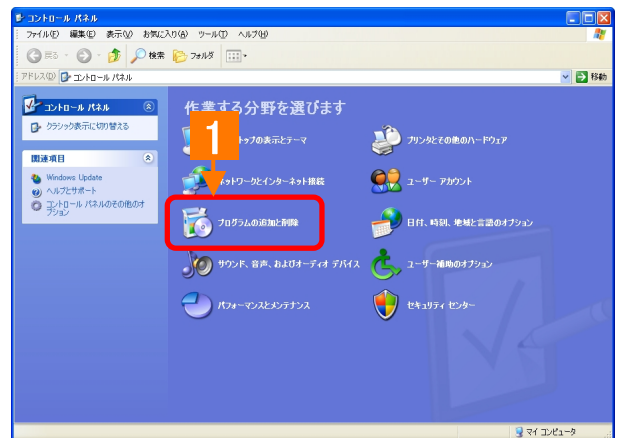 コントロール パネル
ファイル(F) 編集(E) 表示(V) お気に入り(A) ツール(T) ヘルプ(H)
戻る 検索 フォルダ
アドレス(D) コントロール パネル 移動
コントロール パネル
クラシック表示に切り替える
関連項目
Windows Update
ヘルプとサポート
コントロール パネルのその他のオプション
作業する分野を選びます
1
トップの表示とテーマ
プリンタとその他のハードウェア
ネットワークとインターネット接続
ユーザー アカウント
プログラムの追加と削除
日付、時刻、地域と言語のオプション
サウンド、音声、およびオーディオ デバイス
ユーザー補助のオプション
パフォーマンスとメンテナンス
セキュリティ センター
マイ コンピュータ